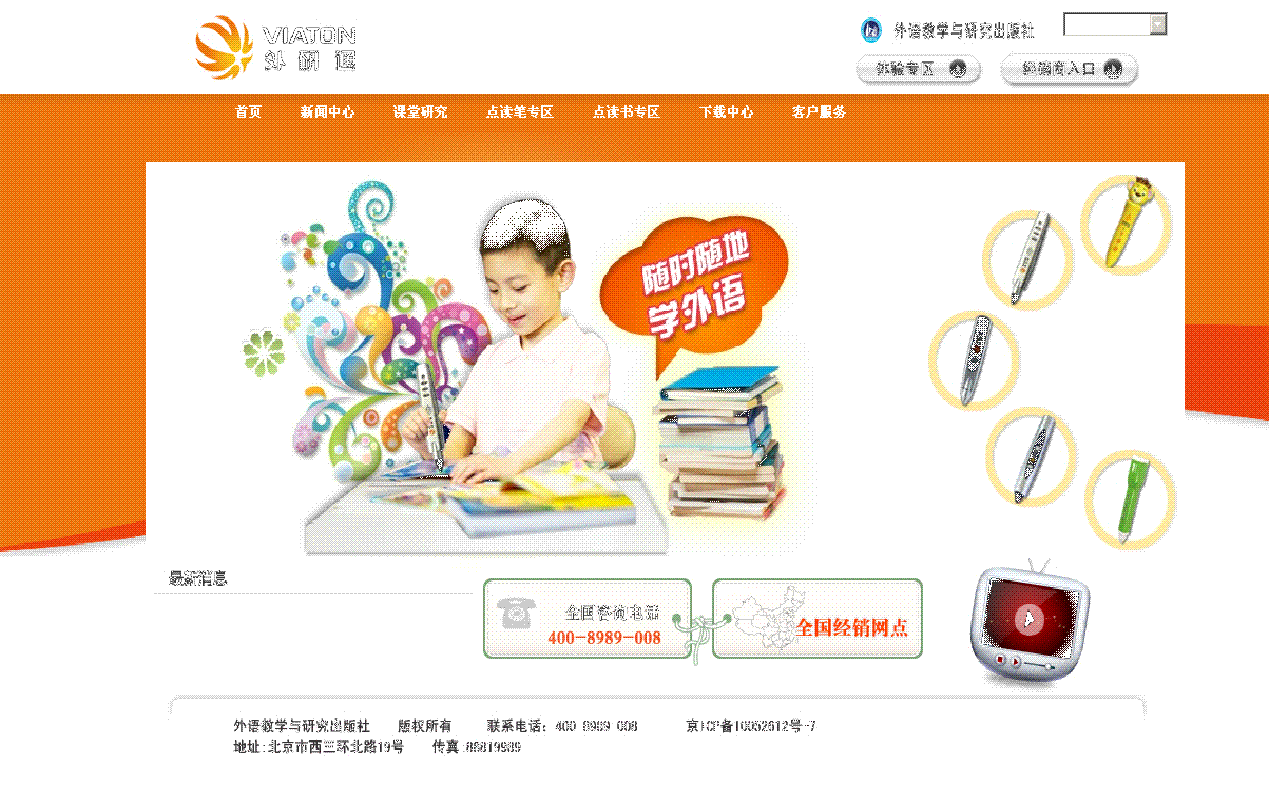 VIATON
外研通
外语教学与研究出版社
体验专区
经销商入口
首页 新闻中心 课堂研究 点读笔专区 点读书专区 下载中心 客户服务
随时随地
学外语
最新消息
全国咨询电话
400-8989-008
全国经销网点
外语教学与研究出版社 版权所有 联系电话: 400-8989-008 京ICP备10052612号-7
地址:北京市西三环北路19号 传真:88819989